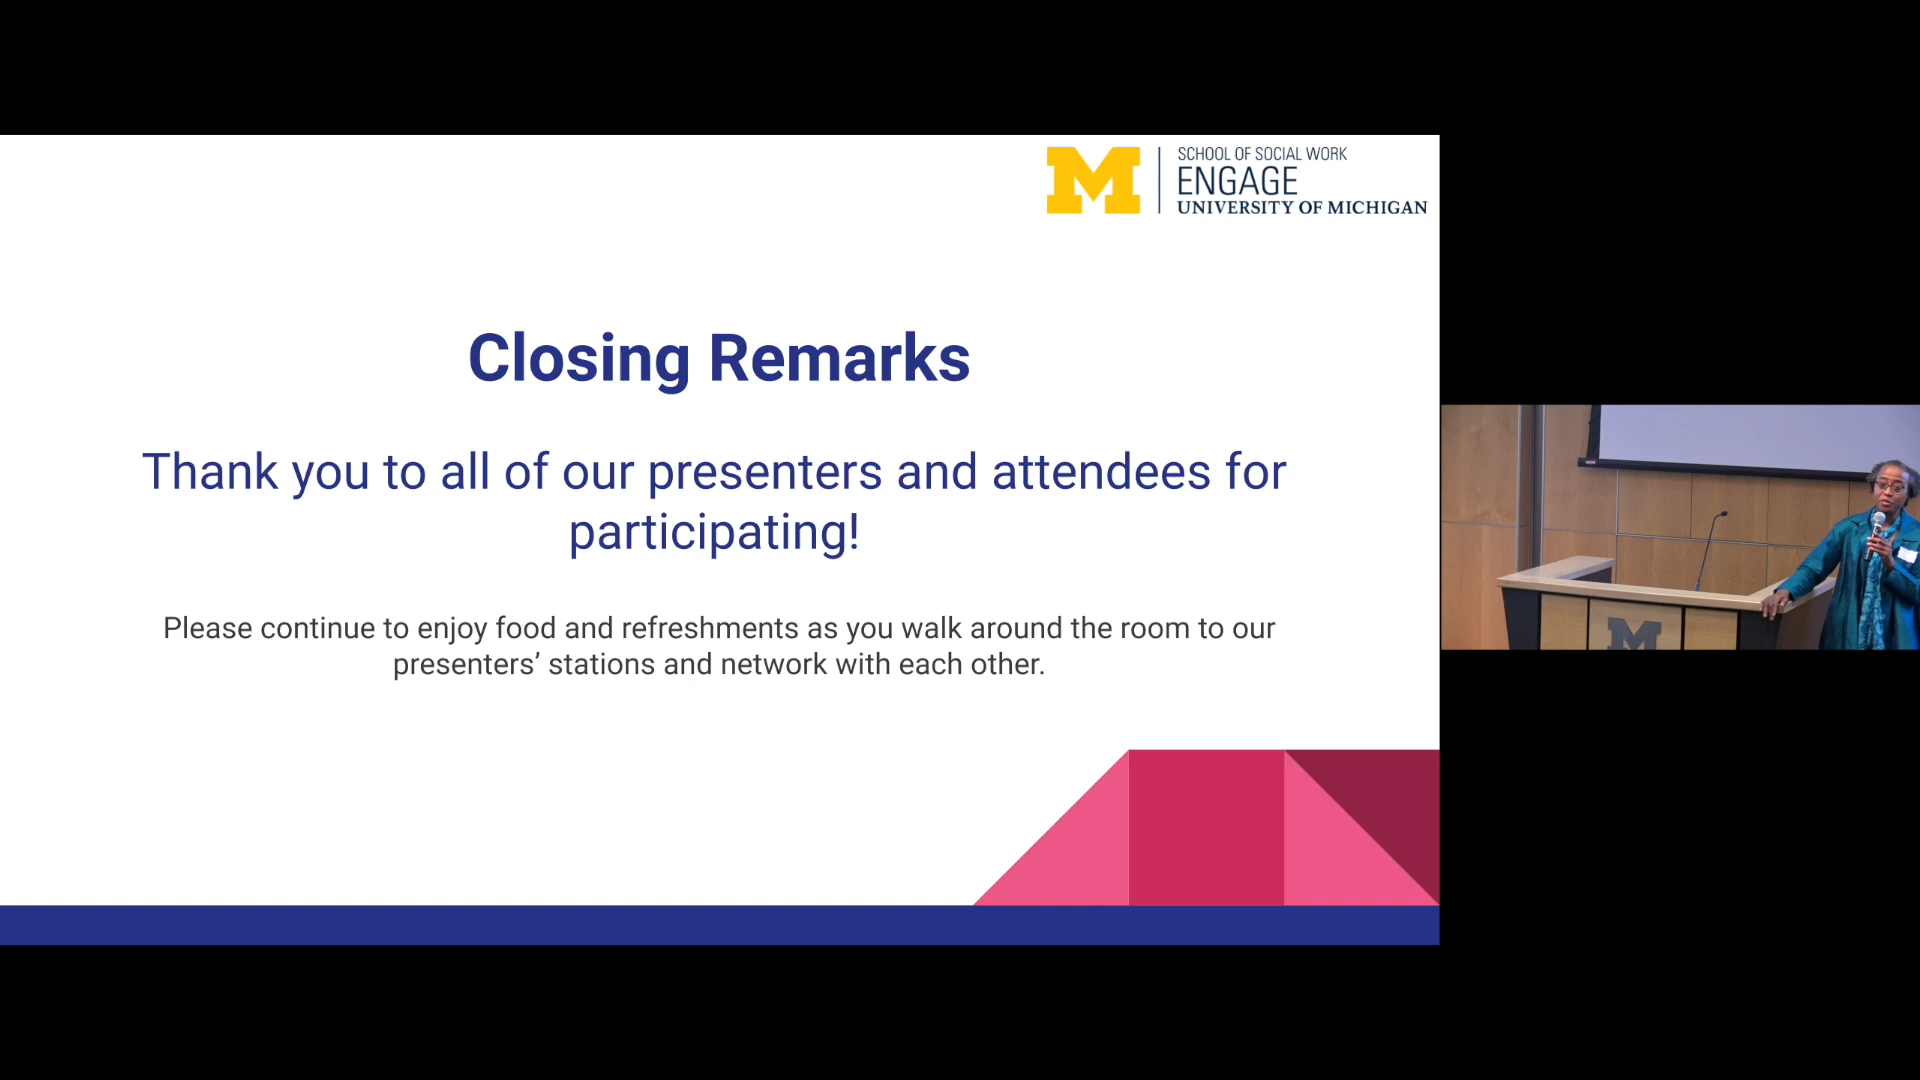 M
SCHOOL OF SOCIAL WORK
ENGAGE
UNIVERSITY OF MICHIGAN
Closing Remarks
Thank you to all of our presenters and attendees for
participating!
Please continue to enjoy food and refreshments as you walk around the room to our
presenters’ stations and network with each other.
M